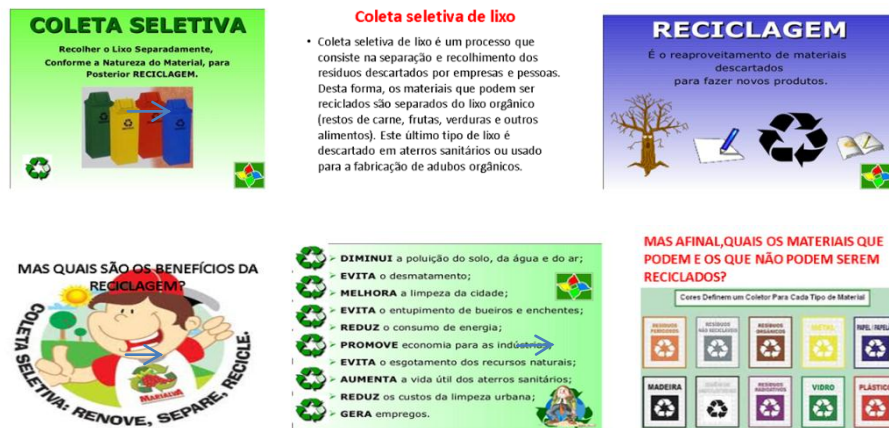 COLETA SELETIVA
Recolher o Lixo Separadamente,
Conforme a Natureza do Material, para
Posterior RECICLAGEM.
Coleta seletiva de lixo
• Coleta seletiva de lixo é um processo que
consiste na separação e recolhimento dos
resíduos descartados por empresas e pessoas.
Desta forma, os materiais que podem ser
reciclados são separados do lixo orgânico
(restos de carne, frutas, verduras e outros
alimentos). Este último tipo de lixo é
descartado em aterros sanitários ou usado
para a fabricação de adubos orgânicos.
RECICLAGEM
É o reaproveitamento de materiais
descartados
para fazer novos produtos.
MAS QUAIS SÃO OS BENEFÍCIOS DA
RECICLAGEM?
COLETA SELETIVA: RENOVE, SEPARE, RECICLE.
MARIALVA
DIMINUI a poluição do solo, da água e do ar;
EVITA o desmatamento;
MELHORA a limpeza da cidade;
EVITA o entupimento de bueiros e enchentes;
REDUZ o consumo de energia;
PROMOVE economia para as indústrias;
EVITA o esgotamento dos recursos naturais;
AUMENTA a vida útil dos aterros sanitários;
REDUZ os custos da limpeza urbana;
GERA empregos.
MAS AFINAL,QUAIS OS MATERIAIS QUE
PODEM E OS QUE NÃO PODEM SEREM
RECICLADOS?
Cores Definem um Coletor Para Cada Tipo de Material
RESÍDUOS PERIGOSOS
RESÍDUOS NÃO RECICLADOS
RESÍDUOS ORGÂNICOS
METAL
MADEIRA
RESÍDUOS RADIOATIVOS
VIDRO
PLÁSTICO